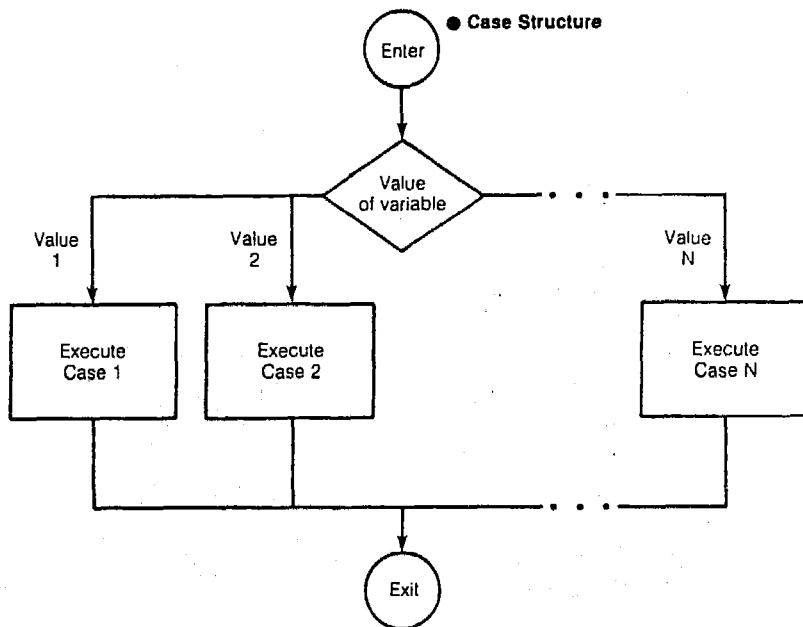 ● Case Structure
Enter
Value
of variable
Value
1
Value
2
Value
N
Execute
Case 1
Execute
Case 2
Execute
Case N
Exit